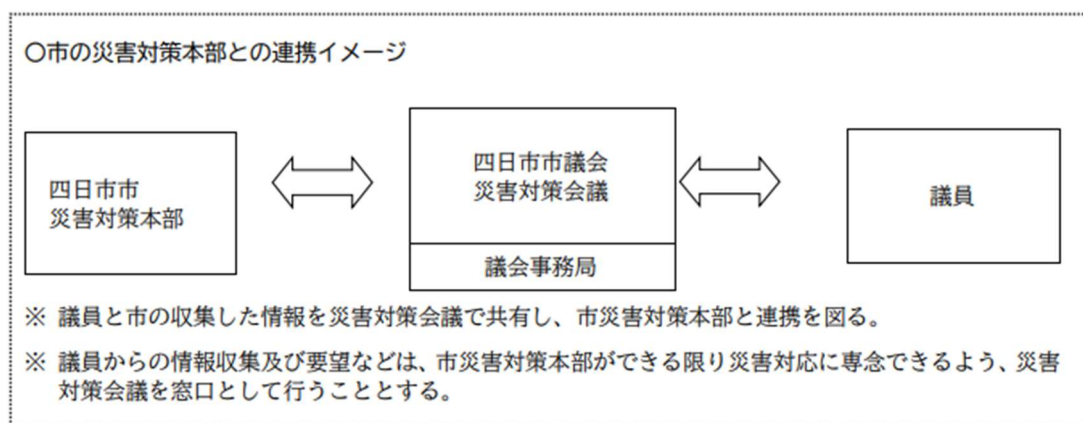 〇市の災害対策本部との連携イメージ
四日市市
災害対策本部
四日市市議会
災害対策会議
議会事務局
議員
※ 議員と市の収集した情報を災害対策会議で共有し、市災害対策本部と連携を図る。
※ 議員からの情報収集及び要望などは、市災害対策本部ができる限り災害対応に専念できるよう、災害
対策会議を窓口として行うこととする。